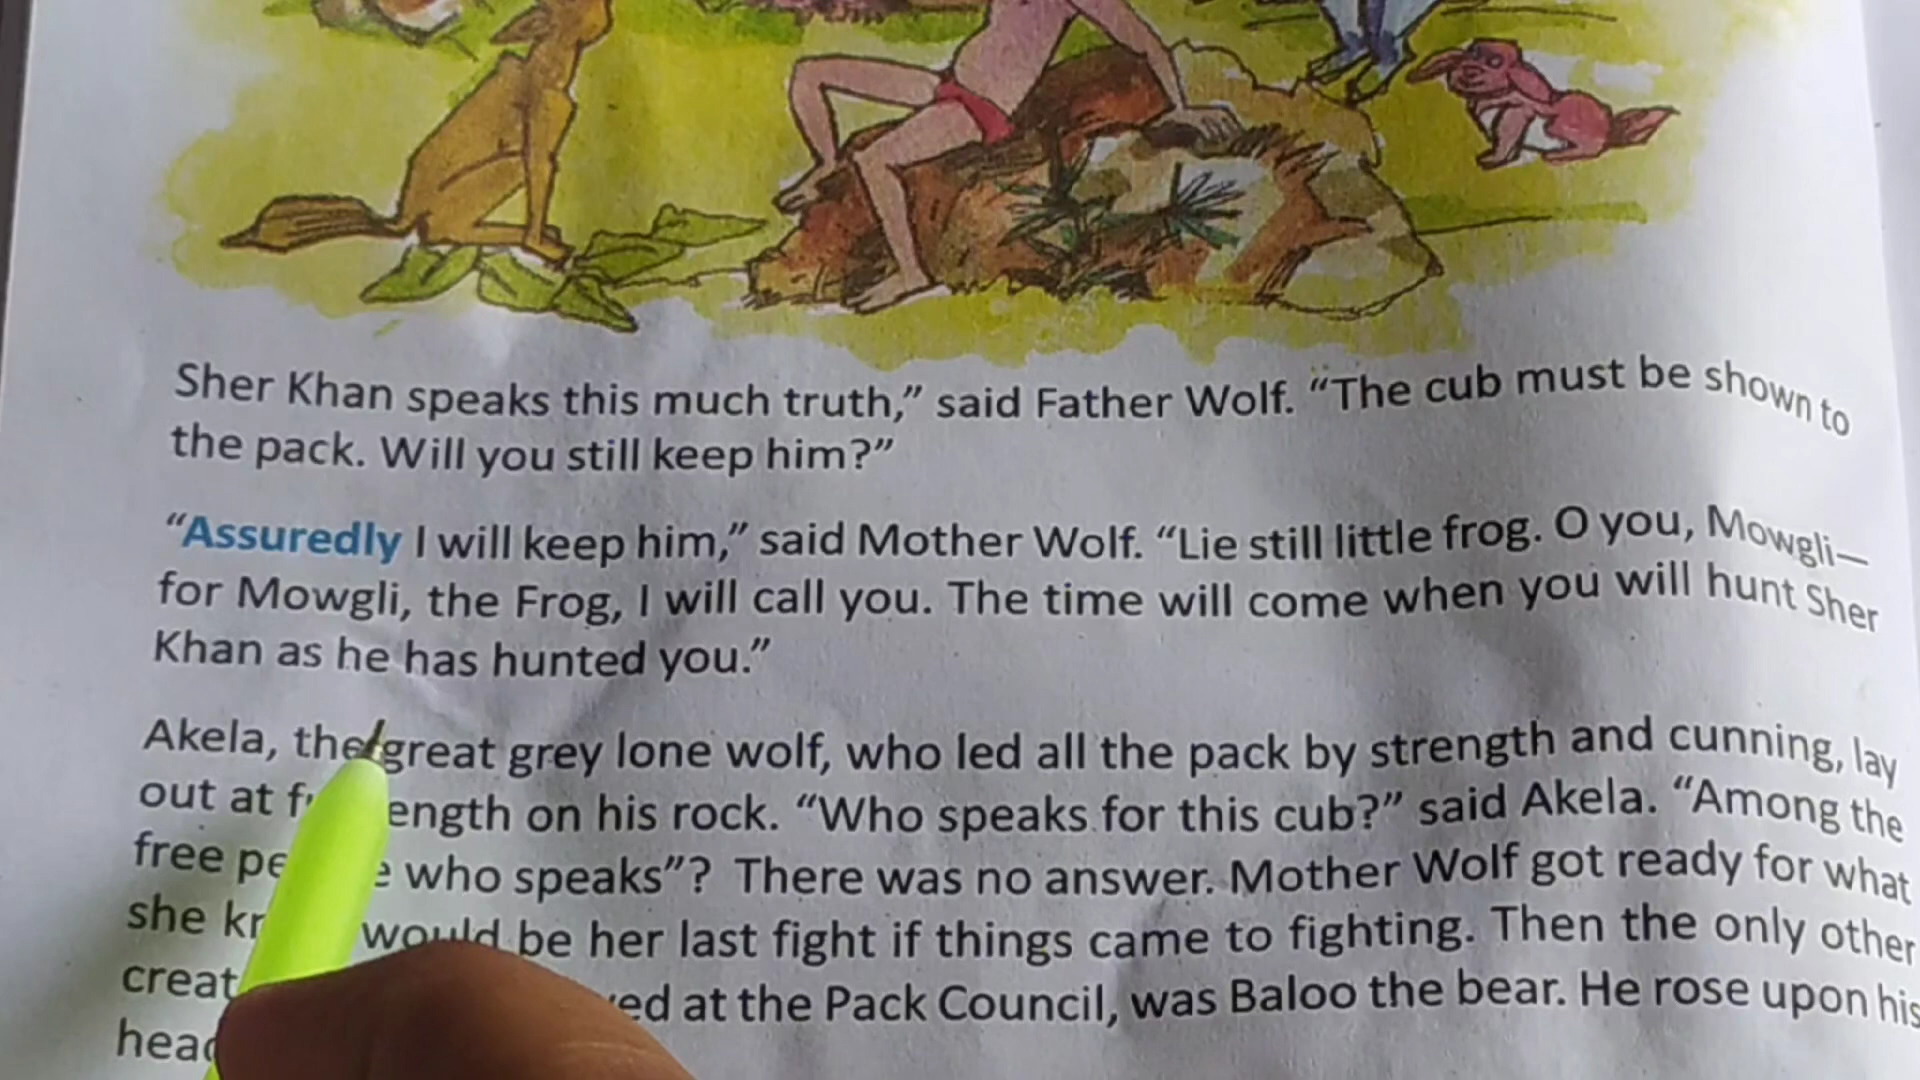 Sher Khan speaks this much truth,” said Father Wolf. “The cub must be shown to
the pack. Will you still keep him?”
“Assuredly I will keep him,” said Mother Wolf. “Lie still little frog. O you, Mowgli—
for Mowgli, the Frog, I will call you. The time will come when you will hunt Sher
Khan as he has hunted you.”
Akela, the great grey lone wolf, who led all the pack by strength and cunning, lay
out at ength on his rock. “Who speaks for this cub?” said Akela. “Among the
free who speaks”? There was no answer. Mother Wolf got ready for what
she would be her last fight if things came to fighting. Then the only other
at the Pack Council, was Baloo the bear. He rose upon his